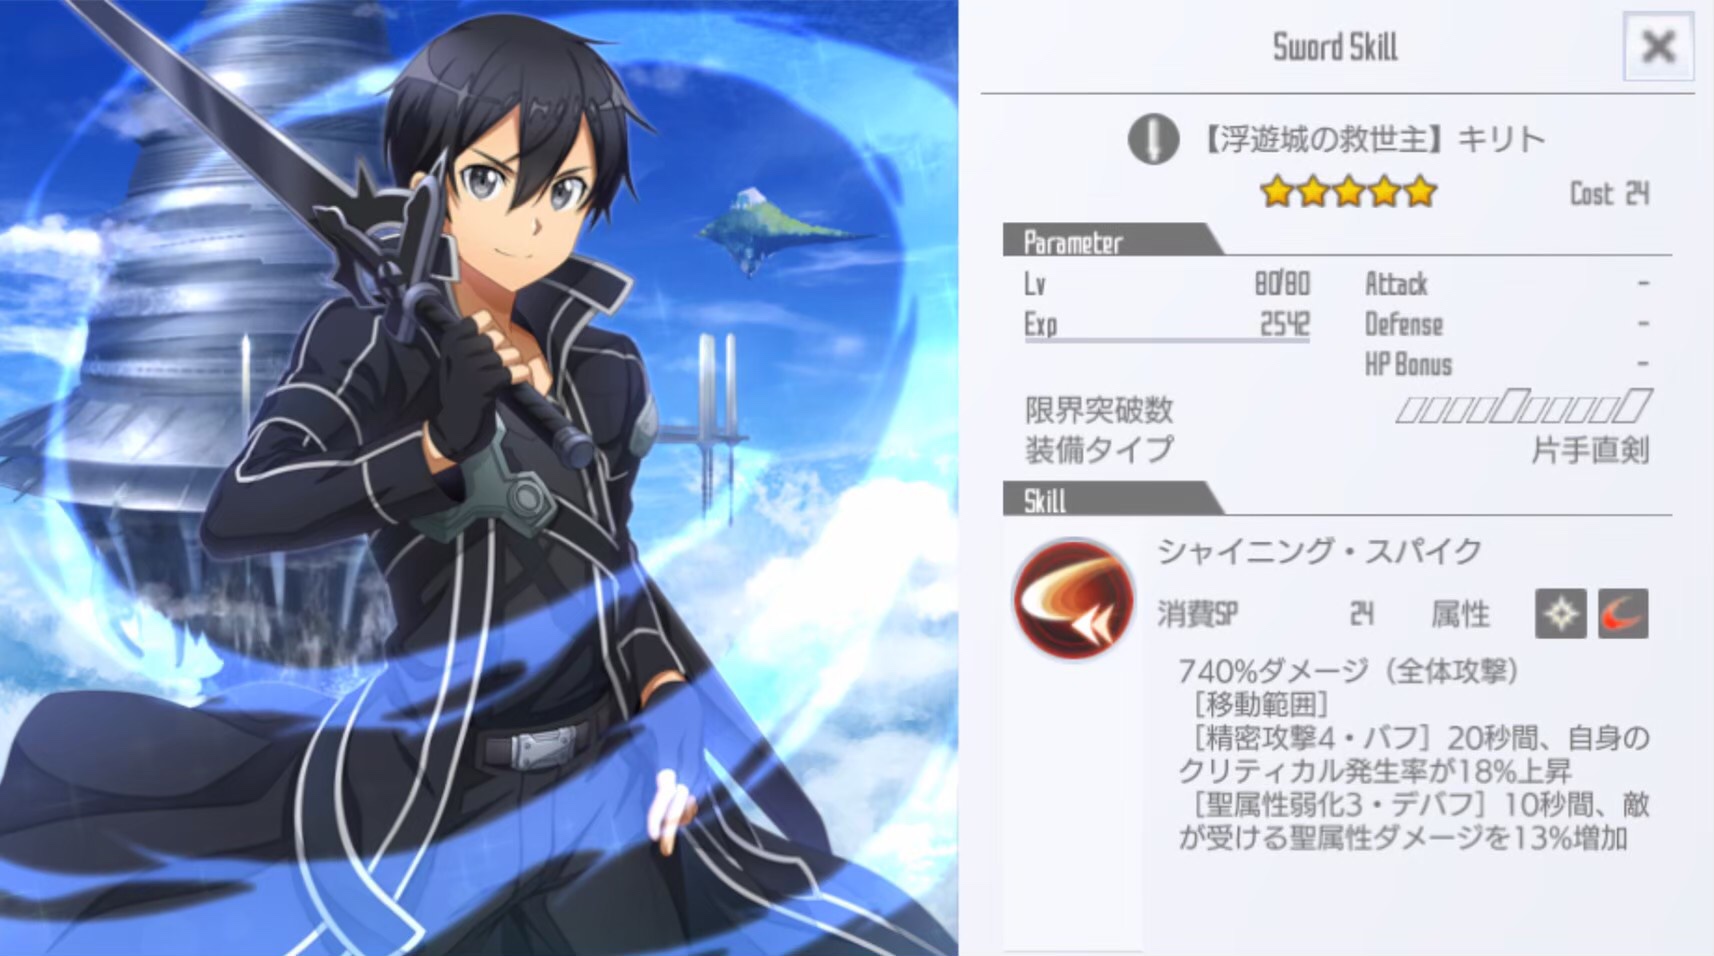 Sword Skill
【浮遊城の救世主】キリト
Cost 24
Parameter
Lv 80/80
Attack -
Exp 2542
Defense -
HP Bonus -
限界突破数
装備タイプ 片手直剣
Skill
シャイニング・スパイク
消費SP 24 属性
740%ダメージ（全体攻撃）
［移動範囲］
［精密攻撃4・バフ］20秒間、自身の
クリティカル発生率が18%上昇
［聖属性弱化3・デバフ］10秒間、敵
が受ける聖属性ダメージを13%増加